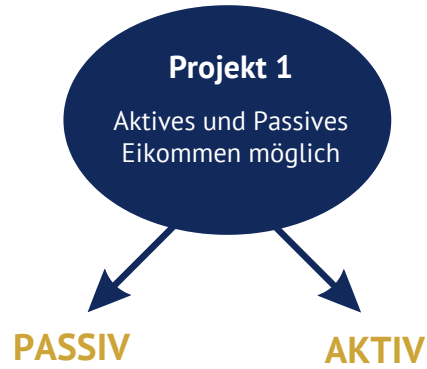 Projekt 1
Aktives und Passives
Eikommen möglich
PASSIV
AKTIV